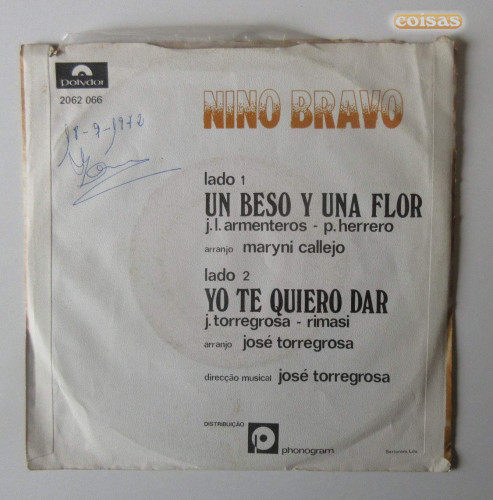 coisas
Polydor
2062 066
NINO BRAVO
18-9-1972
lado 1
UN BESO Y UNA FLOR
j.l. armenteros - p. herrero
arranjo maryni callejo
lado 2
YO TE QUIERO DAR
j. torregrosa - rimasi
arranjo josé torregrosa
direcção musical josé torregrosa
DISTRIBUIÇÃO
phonogram